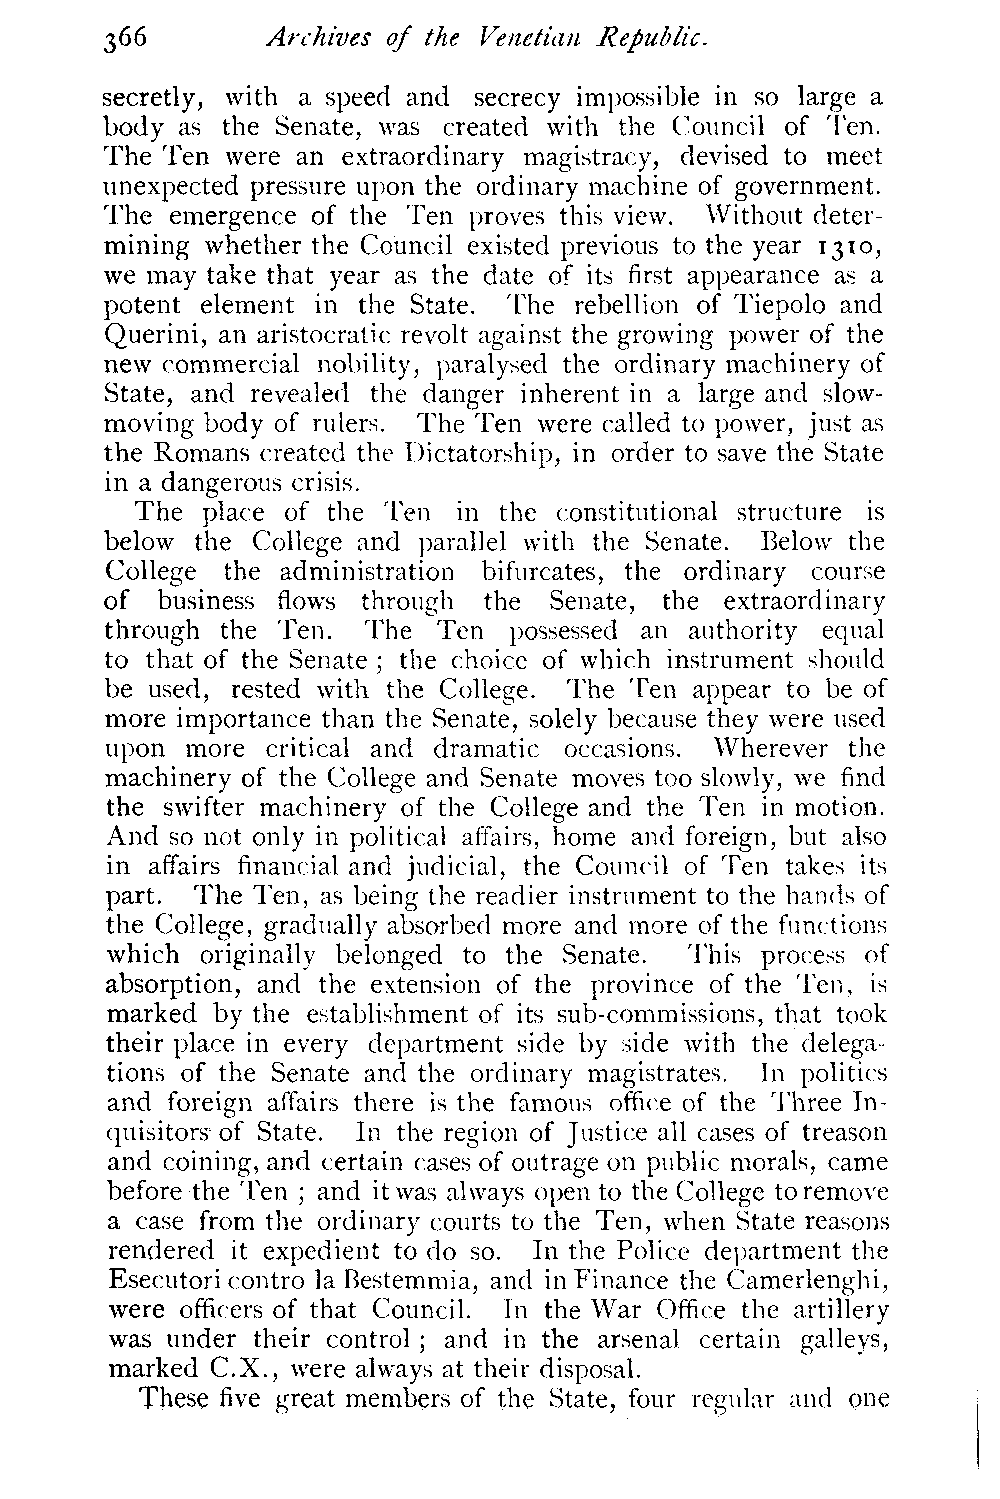 366 Archives of the Venetian Republic.
secretly, with a speed and secrecy impossible in so large a
body as the Senate, was created with the Council of Ten.
The Ten were an extraordinary magistracy, devised to meet
unexpected pressure upon the ordinary machine of government.
The emergence of the Ten proves this view. Without deter-
mining whether the Council existed previous to the year 1310,
we may take that year as the date of its first appearance as a
potent element in the State. The rebellion of Tiepolo and
Querini, an aristocratic revolt against the growing power of the
new commercial nobility, paralysed the ordinary machinery of
State, and revealed the danger inherent in a large and slow-
moving body of rulers. The Ten were called to power, just as
the Romans created the Dictatorship, in order to save the State
in a dangerous crisis.
The place of the Ten in the constitutional structure is
below the College and parallel with the Senate. Below the
College the administration bifurcates, the ordinary course
of business flows through the Senate, the extraordinary
through the Ten. The Ten possessed an authority equal
to that of the Senate ; the choice of which instrument should
be used, rested with the College. The Ten appear to be of
more importance than the Senate, solely because they were used
upon more critical and dramatic occasions. Wherever the
machinery of the College and Senate moves too slowly, we find
the swifter machinery of the College and the Ten in motion.
And so not only in political affairs, home and foreign, but also
in affairs financial and judicial, the Council of Ten takes its
part. The Ten, as being the readier instrument to the hands of
the College, gradually absorbed more and more of the functions
which originally belonged to the Senate. This process of
absorption, and the extension of the province of the Ten, is
marked by the establishment of its sub-commissions, that took
their place in every department side by side with the delega-
tions of the Senate and the ordinary magistrates. In politics
and foreign affairs there is the famous office of the Three In-
quisitors of State. In the region of Justice all cases of treason
and coining, and certain cases of outrage on public morals, came
before the Ten ; and it was always open to the College to remove
a case from the ordinary courts to the Ten, when State reasons
rendered it expedient to do so. In the Police department the
Esecutori contro la Bestemmia, and in Finance the Camerlenghi,
were officers of that Council. In the War Office the artillery
was under their control ; and in the arsenal certain galleys,
marked C.X., were always at their disposal.
These five great members of the State, four regular and one